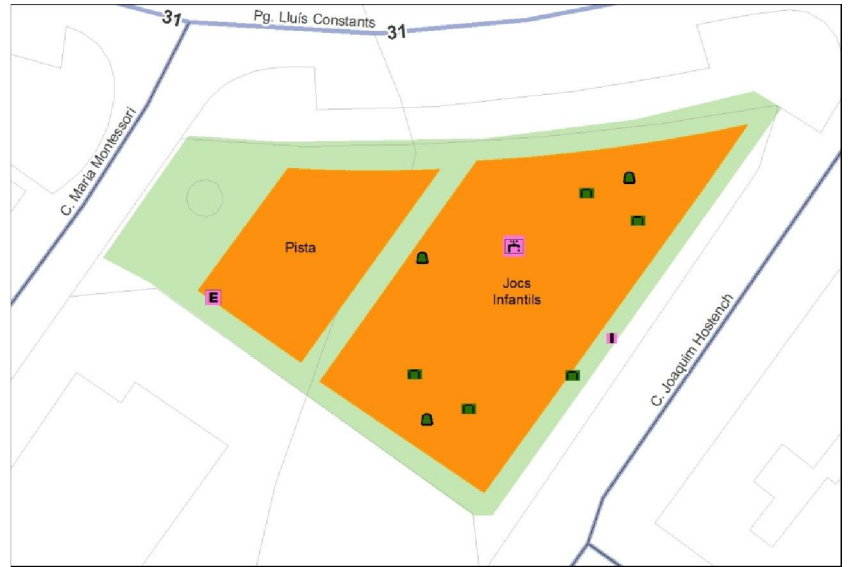 31
Pg. Lluís Constants
31
C. Maria Montessori
Pista
Jocs
Infantils
E
C. Joaquim Hostench